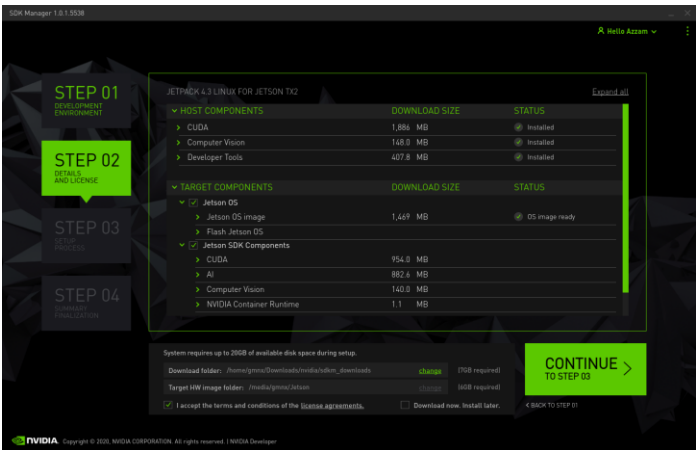 SDK Manager 1.0.1.5538
Hello Azzam
STEP 01
DEVELOPMENT
ENVIRONMENT
STEP 02
DETAILS
AND LICENSE
STEP 03
SETUP
PROCESS
STEP 04
SUMMARY
FINALIZATION
JETPACK 4.3 LINUX FOR JETSON TX2 Expand all
HOST COMPONENTS DOWNLOAD SIZE STATUS
CUDA 1,886 MB Installed
Computer Vision 148.0 MB Installed
Developer Tools 407.8 MB Installed
TARGET COMPONENTS DOWNLOAD SIZE STATUS
Jetson OS
Jetson OS image 1,469 MB OS image ready
Flash Jetson OS
Jetson SDK Components
CUDA 954.0 MB
AI 882.6 MB
Computer Vision 140.0 MB
NVIDIA Container Runtime 1.1 MB
System requires up to 20GB of available disk space during setup.
Download folder: /home/gmns/Downloads/nvidia/sdkm_downloads change (7GB required)
Target HW image folder: /media/gmns/Jetson change (6GB required)
I accept the terms and conditions of the license agreements. Download now. Install later.
CONTINUE
TO STEP 03
< BACK TO STEP 01
NVIDIA. Copyright © 2020, NVIDIA CORPORATION. All rights reserved. | NVIDIA Developer